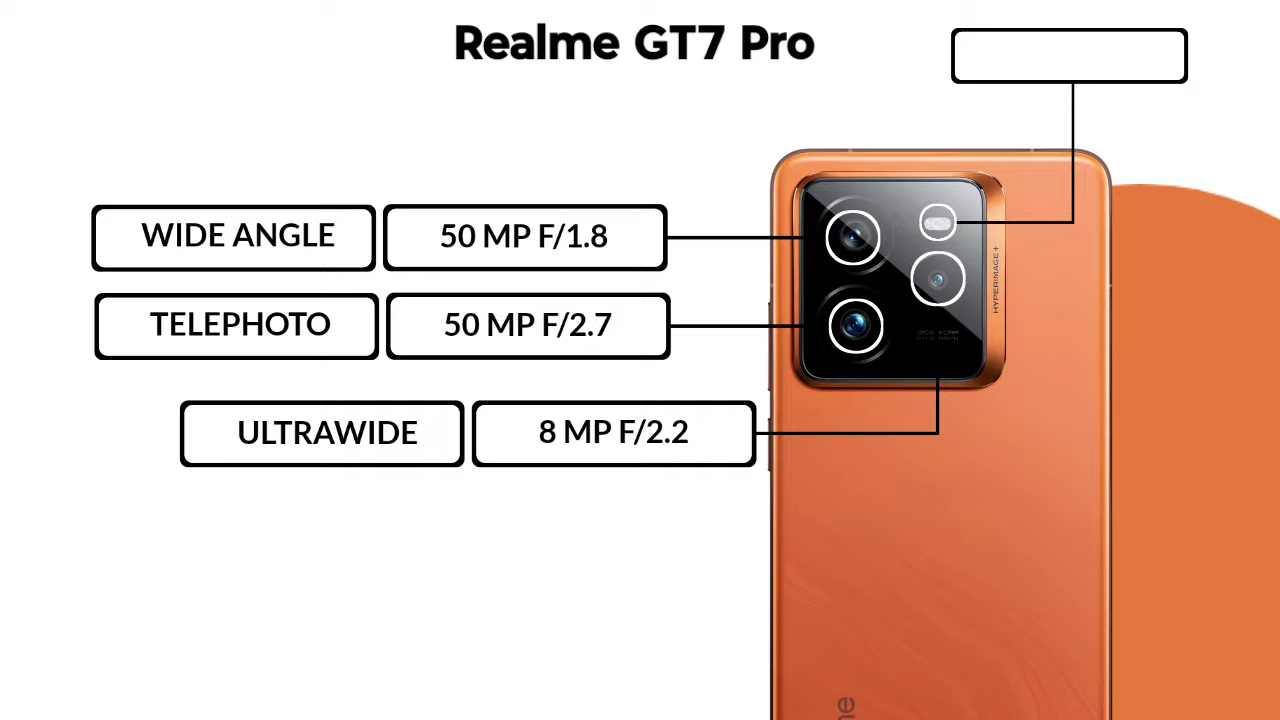 Realme GT7 Pro
WIDE ANGLE
50 MP F/1.8
TELEPHOTO
50 MP F/2.7
ULTRAWIDE
8 MP F/2.2
HYPERIMAGE+